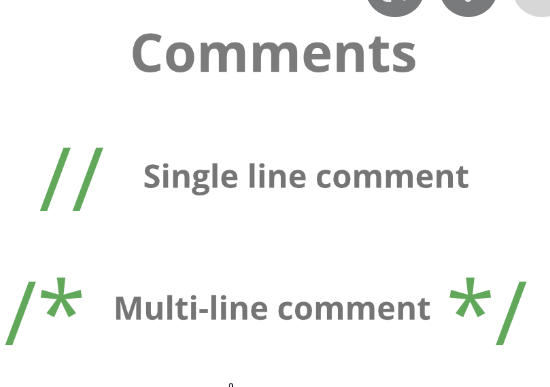 Comments
// Single line comment
/* Multi-line comment */